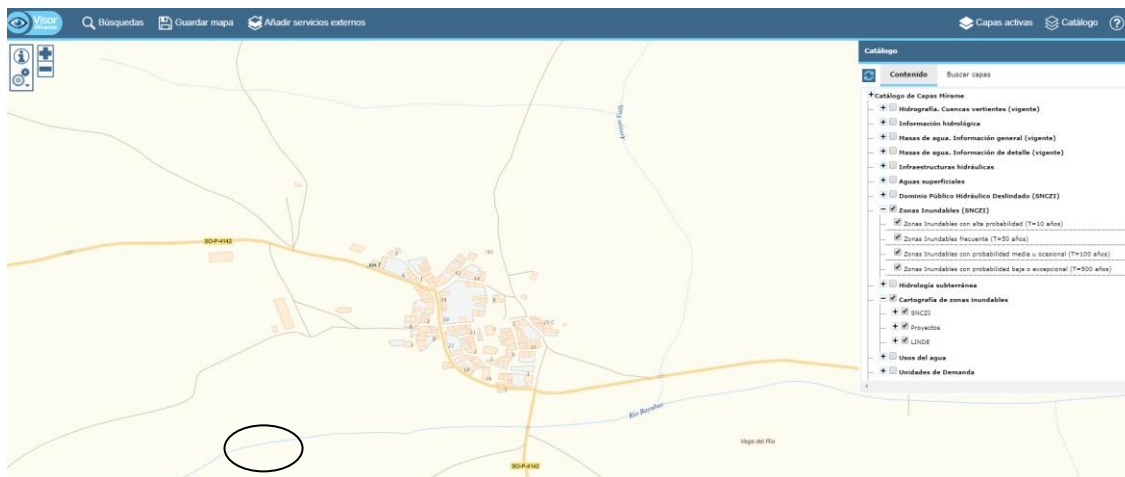 Visor
Mírame
Búsquedas
Guardar mapa
Añadir servicios externos
Capas activas
Catálogo
Catálogo
Contenido
Buscar capas
Catálogo de Capas Mírame
Hidrografía. Cuencas vertientes (vigente)
Información hidrológica
Masas de agua. Información general (vigente)
Masas de agua. Información de detalle (vigente)
Infraestructuras hidráulicas
Aguas superficiales
Dominio Público Hidráulico Deslindado (SNCZI)
Zonas Inundables (SNCZI)
Zonas Inundables con alta probabilidad (T=10 años)
Zonas Inundables frecuente (T=50 años)
Zonas Inundables con probabilidad media u ocasional (T=100 años)
Zonas Inundables con probabilidad baja o excepcional (T=500 años)
Hidrología subterránea
Cartografía de zonas inundables
SNCZI
Proyectos
LINDE
Usos del agua
Unidades de Demanda
SO-P-4142
Vega del Río
SO-P-4142